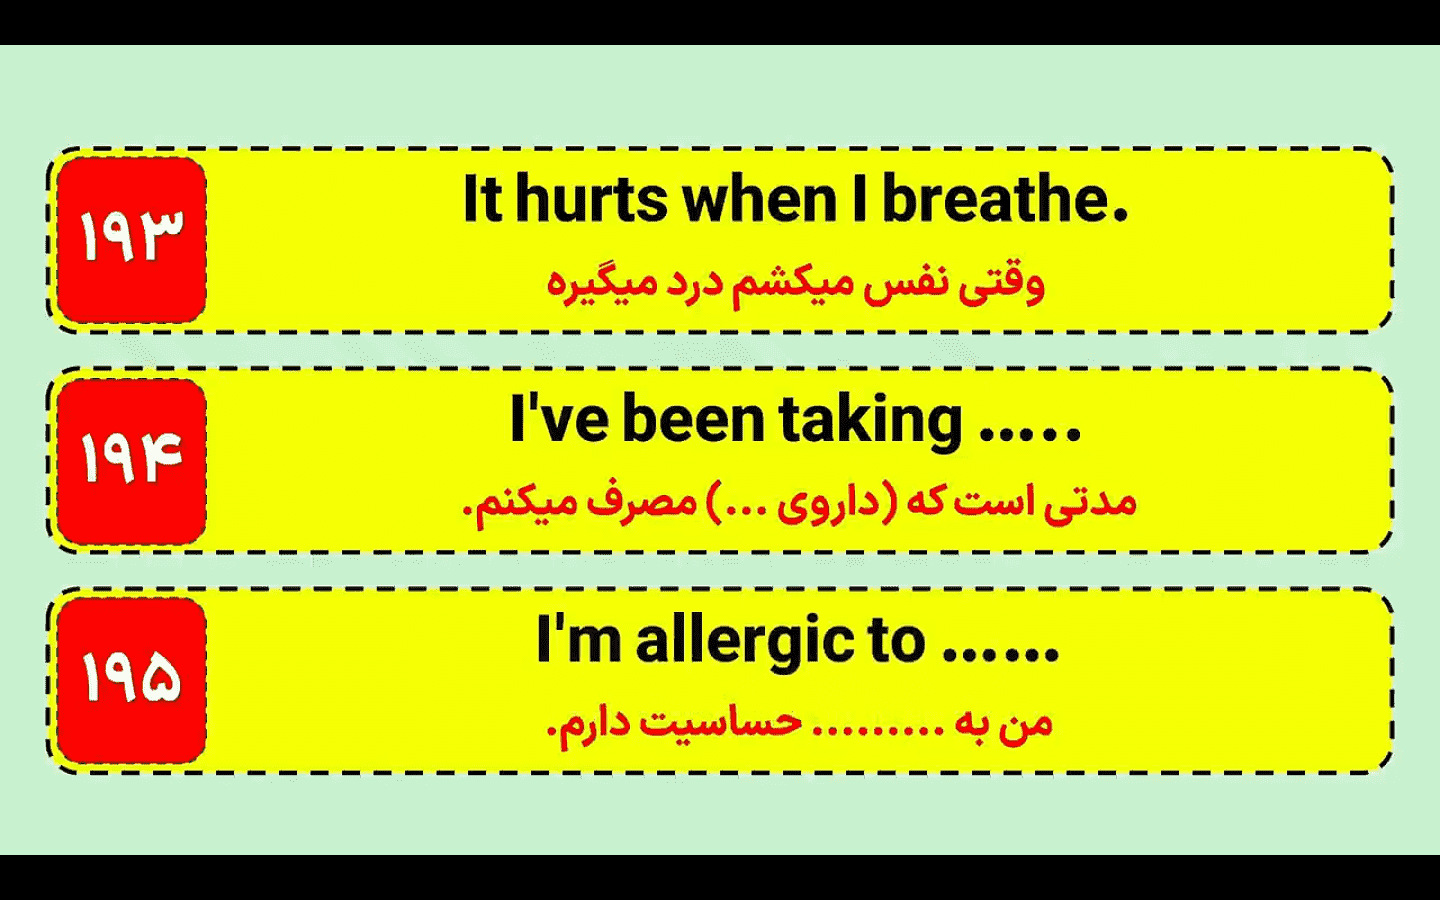 ۱۹۳
It hurts when I breathe.
وقتی نفس میکشم درد میگیره
۱۹۴
I've been taking .....
مدتی است که (داروی ...) مصرف میکنم.
۱۹۵
I'm allergic to ......
من به ......... حساسیت دارم.